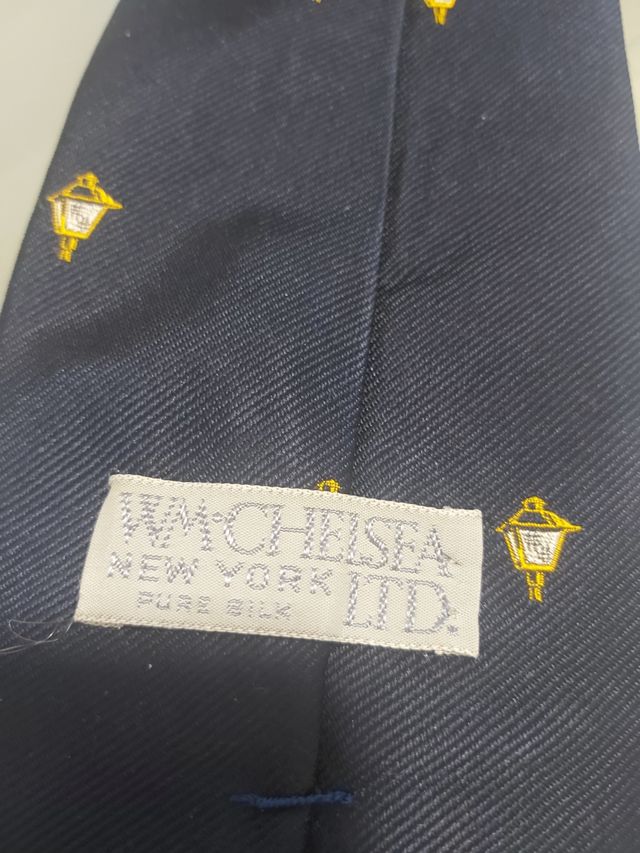 WM·CHELSEA
NEW YORK LTD.
PURE SILK